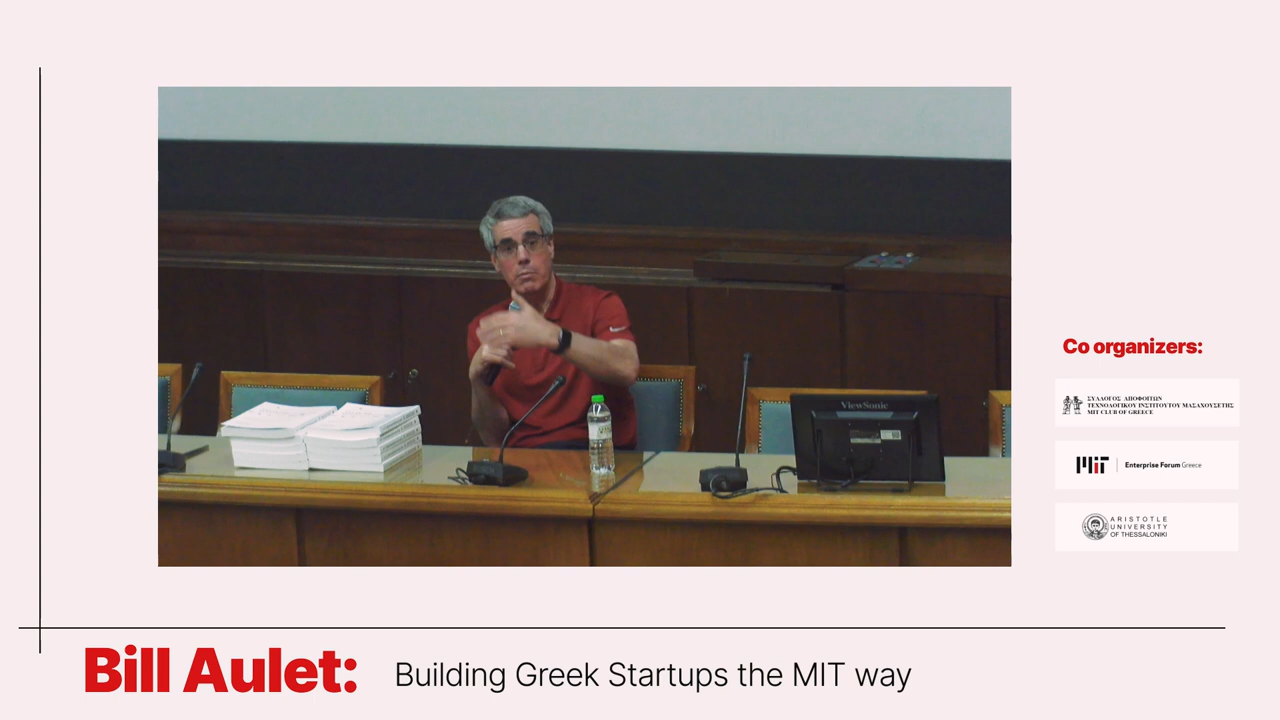 ViewSonic
Co organizers:
ΣΥΛΛΟΓΟΣ ΑΠΟΦΟΙΤΩΝ
ΤΕΧΝΟΛΟΓΙΚΟΥ ΙΝΣΤΙΤΟΥΤΟΥ ΜΑΣΑΧΟΥΣΕΤΗΣ
MIT CLUB OF GREECE
MIT Enterprise Forum Greece
ARISTOTLE
UNIVERSITY
OF THESSALONIKI
Bill Aulet: Building Greek Startups the MIT way